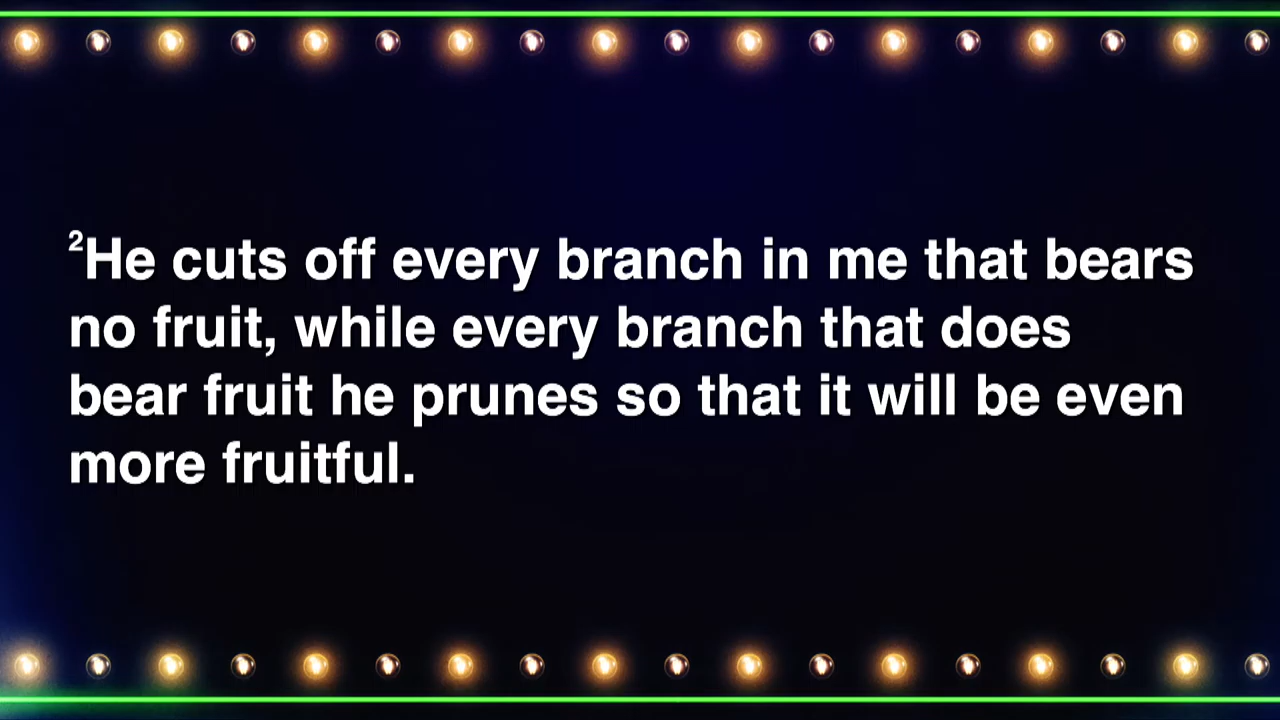 ²He cuts off every branch in me that bears
no fruit, while every branch that does
bear fruit he prunes so that it will be even
more fruitful.